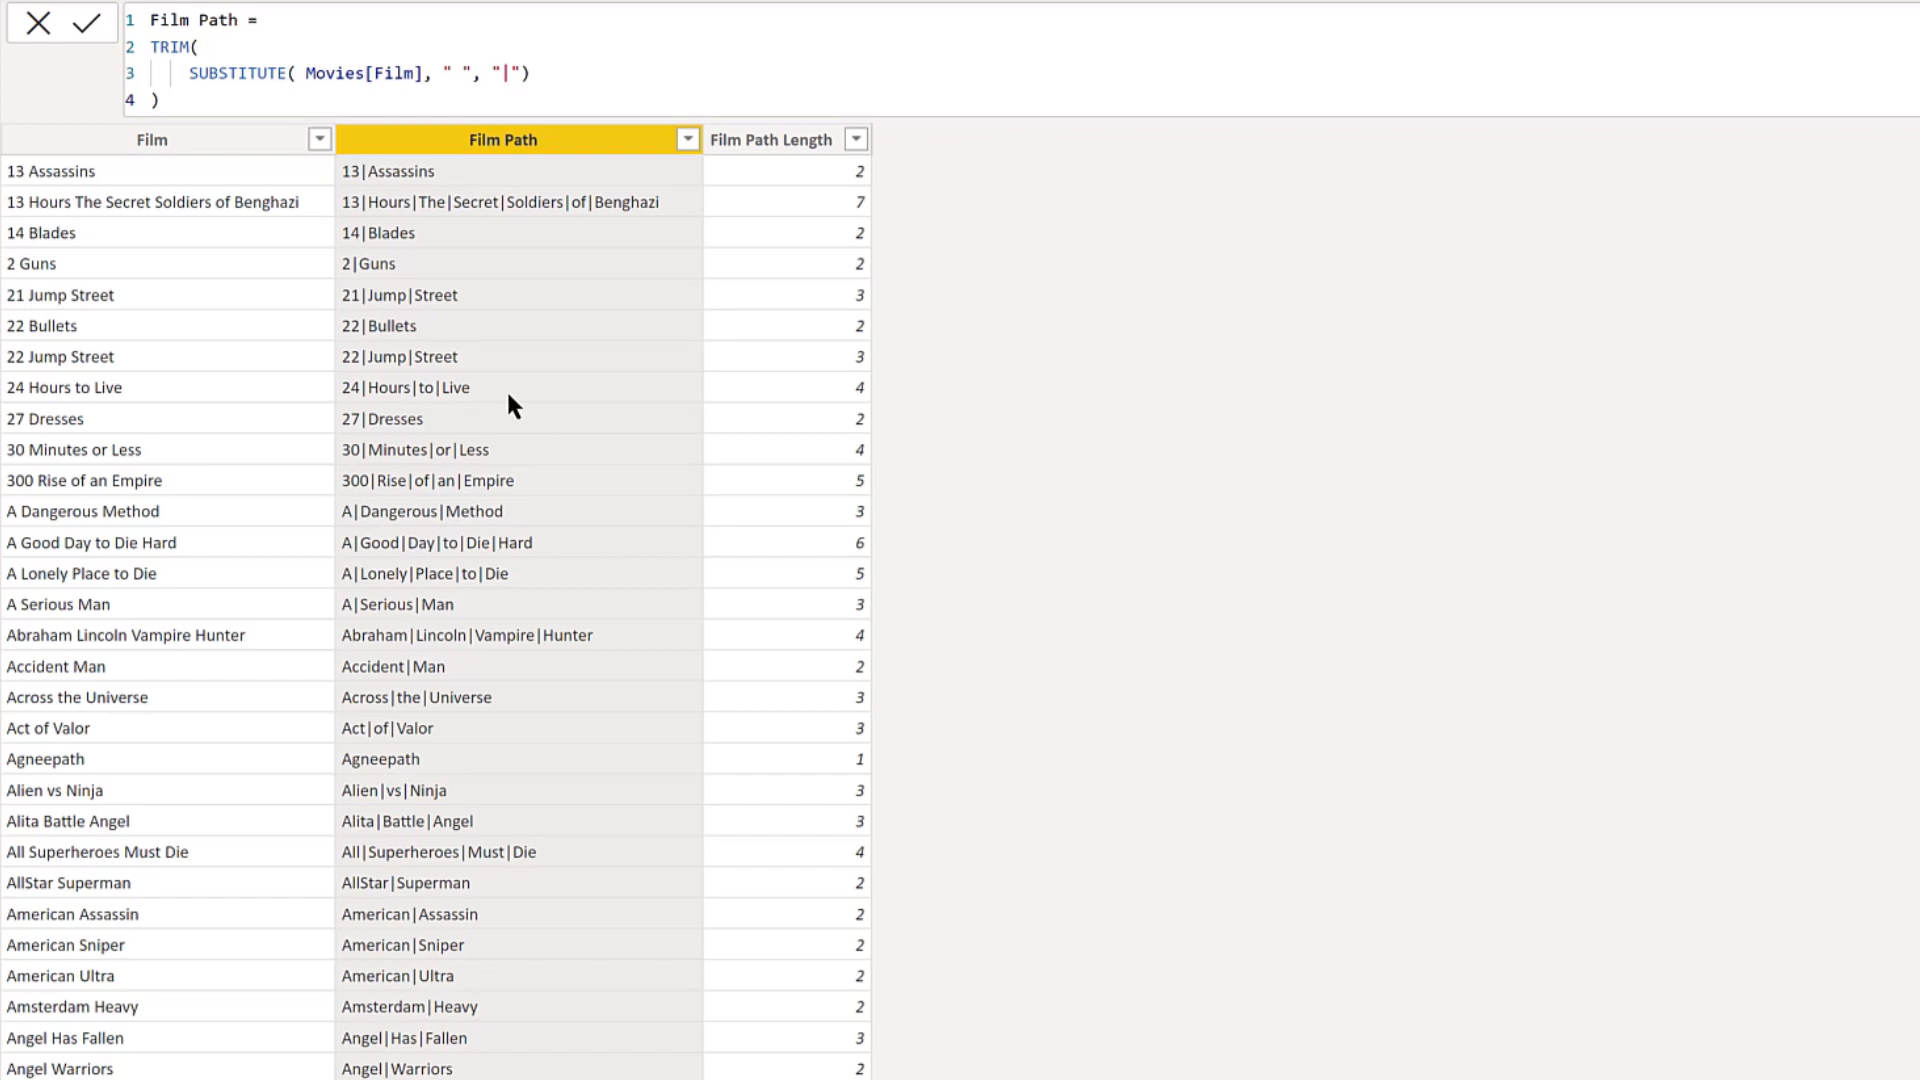 1 Film Path =
2 TRIM(
3 SUBSTITUTE( Movies[Film], " ", "|")
4 )
Film Film Path Film Path Length
13 Assassins 13|Assassins 2
13 Hours The Secret Soldiers of Benghazi 13|Hours|The|Secret|Soldiers|of|Benghazi 7
14 Blades 14|Blades 2
2 Guns 2|Guns 2
21 Jump Street 21|Jump|Street 3
22 Bullets 22|Bullets 2
22 Jump Street 22|Jump|Street 3
24 Hours to Live 24|Hours|to|Live 4
27 Dresses 27|Dresses 2
30 Minutes or Less 30|Minutes|or|Less 4
300 Rise of an Empire 300|Rise|of|an|Empire 5
A Dangerous Method A|Dangerous|Method 3
A Good Day to Die Hard A|Good|Day|to|Die|Hard 6
A Lonely Place to Die A|Lonely|Place|to|Die 5
A Serious Man A|Serious|Man 3
Abraham Lincoln Vampire Hunter Abraham|Lincoln|Vampire|Hunter 4
Accident Man Accident|Man 2
Across the Universe Across|the|Universe 3
Act of Valor Act|of|Valor 3
Agneepath Agneepath 1
Alien vs Ninja Alien|vs|Ninja 3
Alita Battle Angel Alita|Battle|Angel 3
All Superheroes Must Die All|Superheroes|Must|Die 4
AllStar Superman AllStar|Superman 2
American Assassin American|Assassin 2
American Sniper American|Sniper 2
American Ultra American|Ultra 2
Amsterdam Heavy Amsterdam|Heavy 2
Angel Has Fallen Angel|Has|Fallen 3
Angel Warriors Angel|Warriors 2